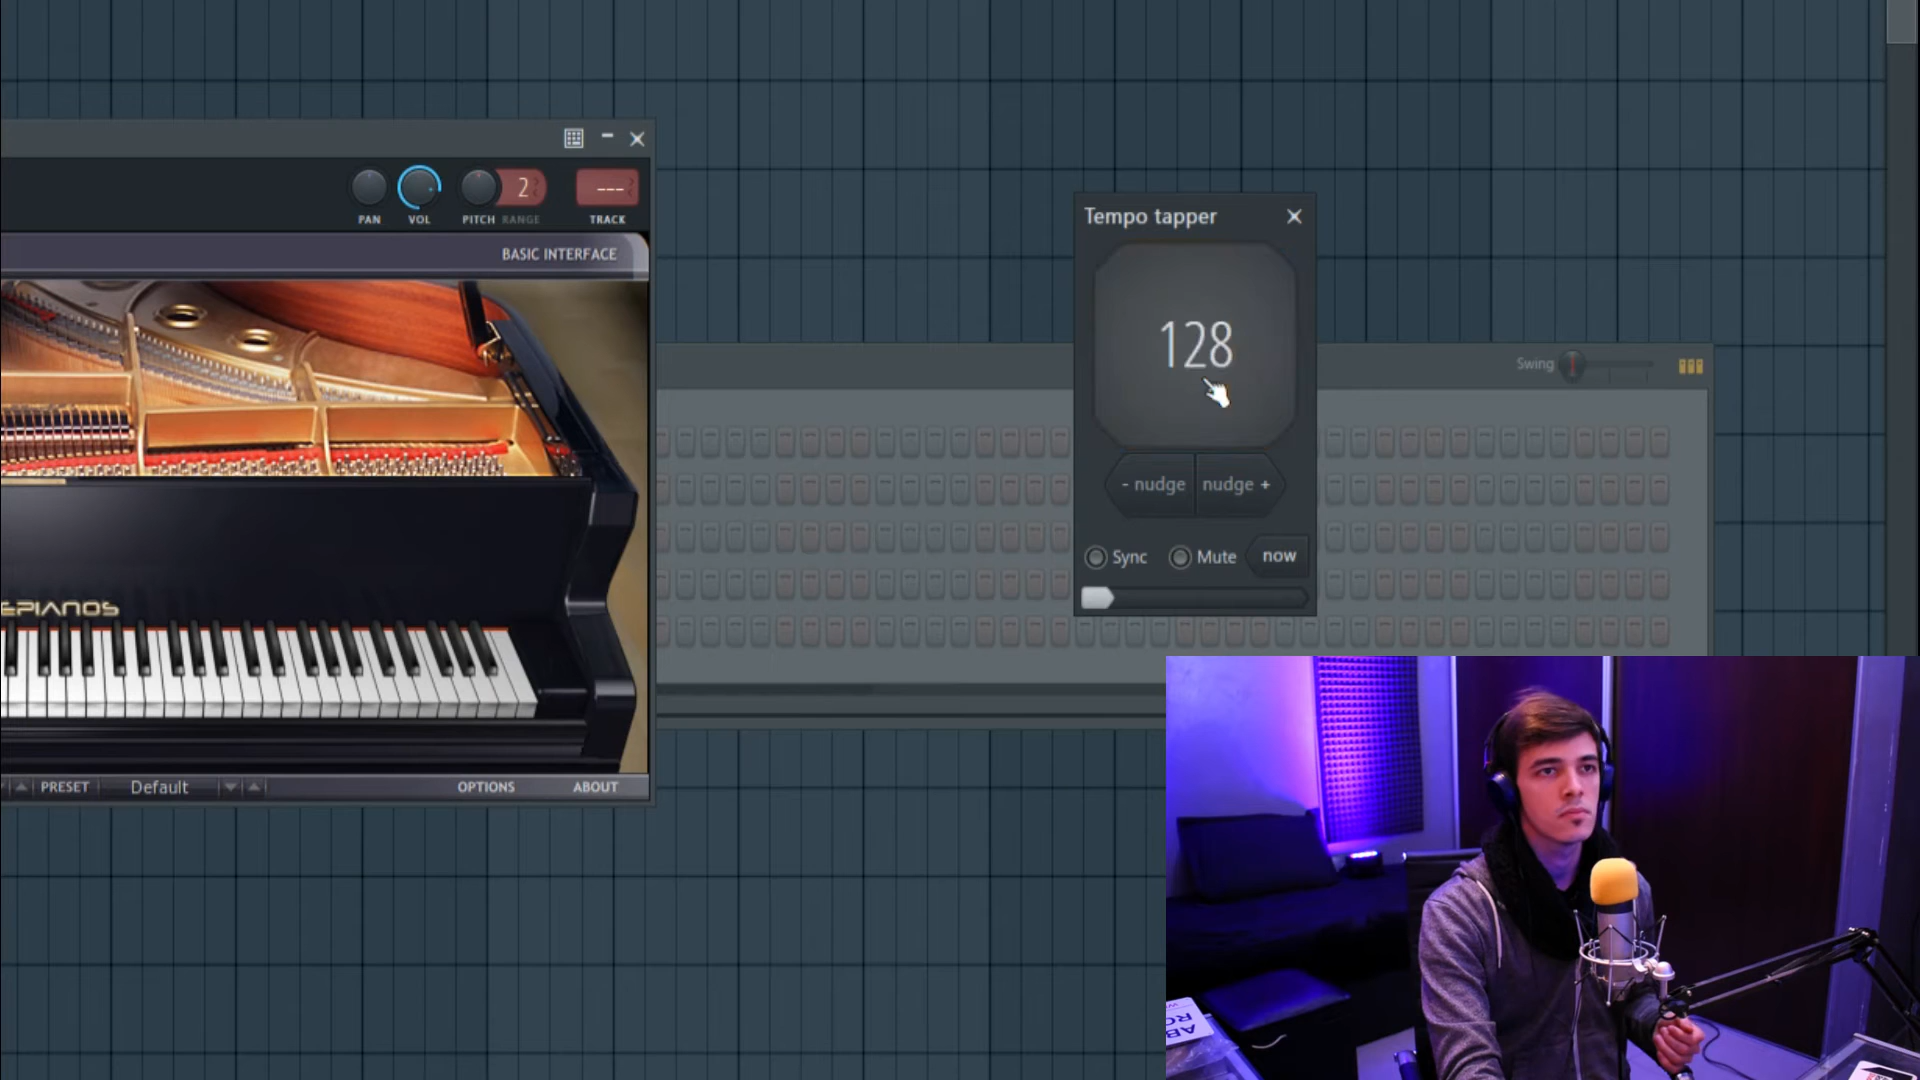 2
---
PAN
VOL
PITCH RANGE
TRACK
BASIC INTERFACE
EPIANOS
PRESET
Default
OPTIONS
ABOUT
Tempo tapper
128
- nudge
nudge +
Sync
Mute
now
Swing